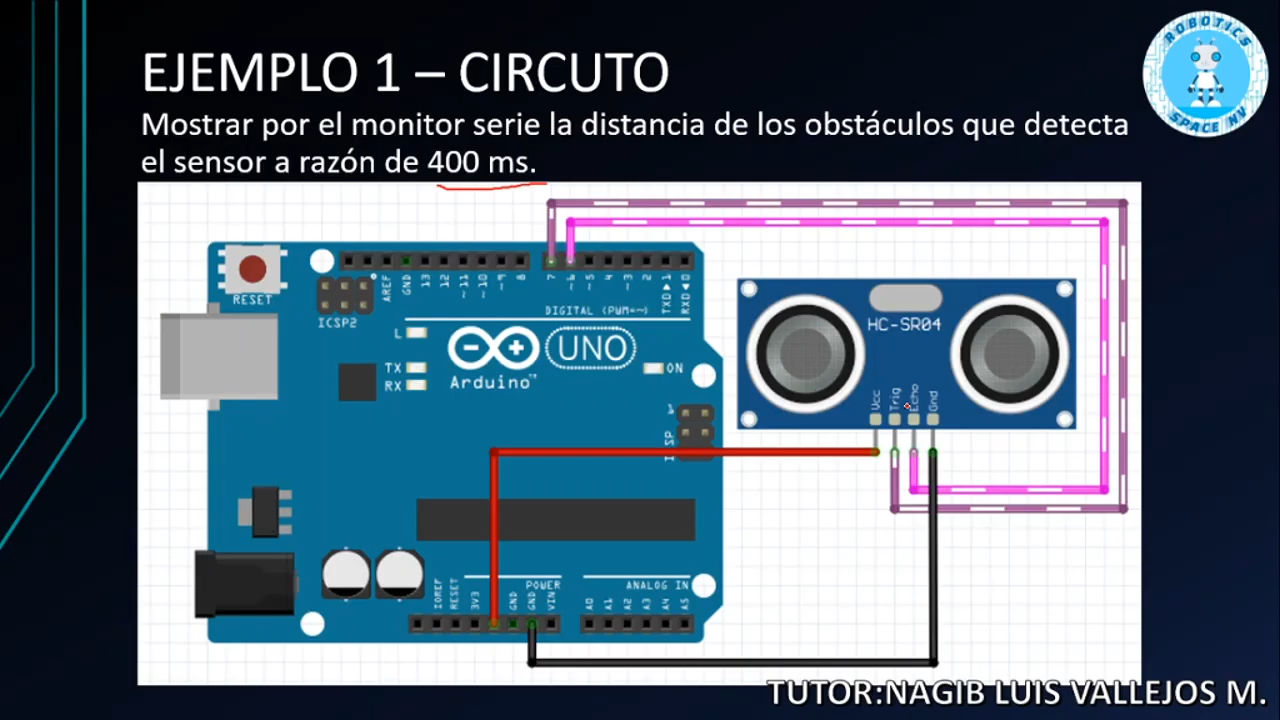 EJEMPLO 1 – CIRCUTO
Mostrar por el monitor serie la distancia de los obstáculos que detecta
el sensor a razón de 400 ms.
ROBOTICS
SPACE NV
RESET
ICSP2
AREF
GND
13
12
~11
~10
~9
8
7
~6
~5
4
~3
2
TXD▶1
RXD◀0
DIGITAL (PWM=~)
L
TX
RX
UNO
Arduino™
ON
1
ICSP
HC-SR04
Vcc
Trig
Echo
Gnd
IOREF
RESET
3V3
GND
GND
VIN
POWER
ANALOG IN
A0
A1
A2
A3
A4
A5
TUTOR:NAGIB LUIS VALLEJOS M.